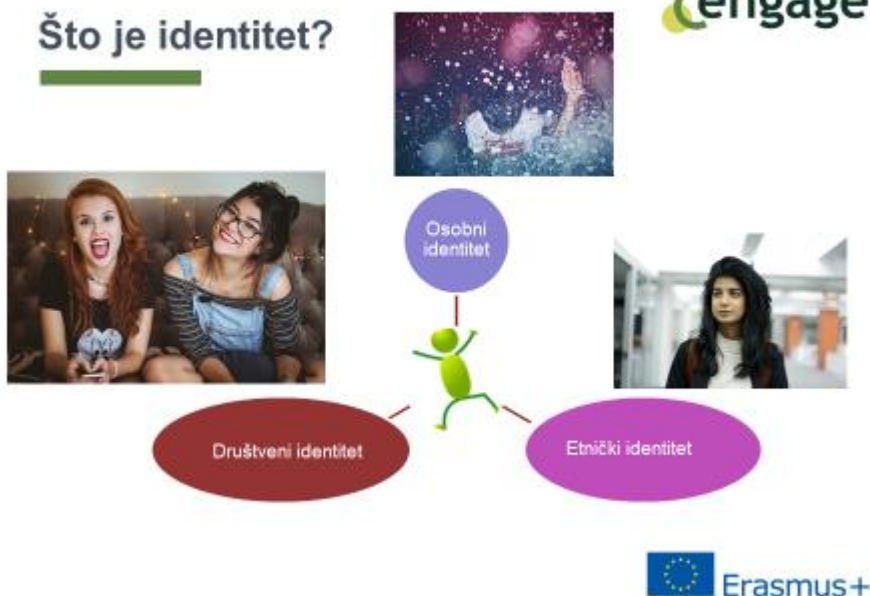 Što je identitet?
engage
Osobni
identitet
Društveni identitet
Etnički identitet
Erasmus+